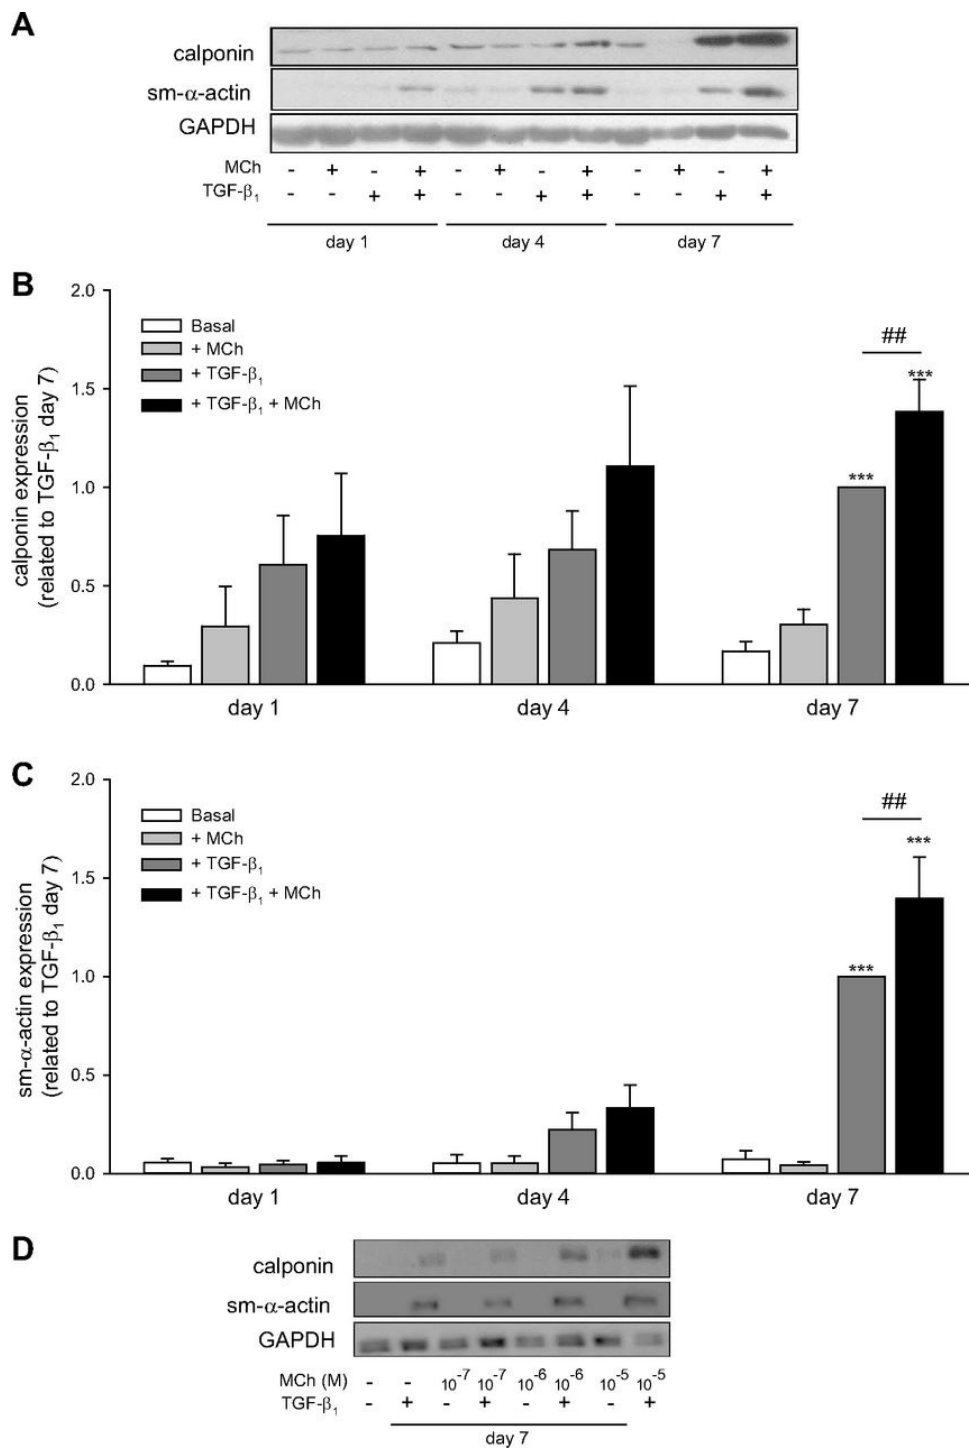 A
calponin
sm-α-actin
GAPDH
MCh - + - + - + - + - + - +
TGF-β₁ - - + + - - + + - - + +
day 1 day 4 day 7
B
2.0
1.5
1.0
0.5
0.0
calponin expression
(related to TGF-β₁ day 7)
Basal
+ MCh
+ TGF-β₁
+ TGF-β₁ + MCh
##
***
***
day 1 day 4 day 7
C
2.0
1.5
1.0
0.5
0.0
sm-α-actin expression
(related to TGF-β₁ day 7)
Basal
+ MCh
+ TGF-β₁
+ TGF-β₁ + MCh
##
***
***
day 1 day 4 day 7
D
calponin
sm-α-actin
GAPDH
MCh (M) - - 10⁻⁷ 10⁻⁷ 10⁻⁶ 10⁻⁶ 10⁻⁵ 10⁻⁵
TGF-β₁ - + - + - + - +
day 7